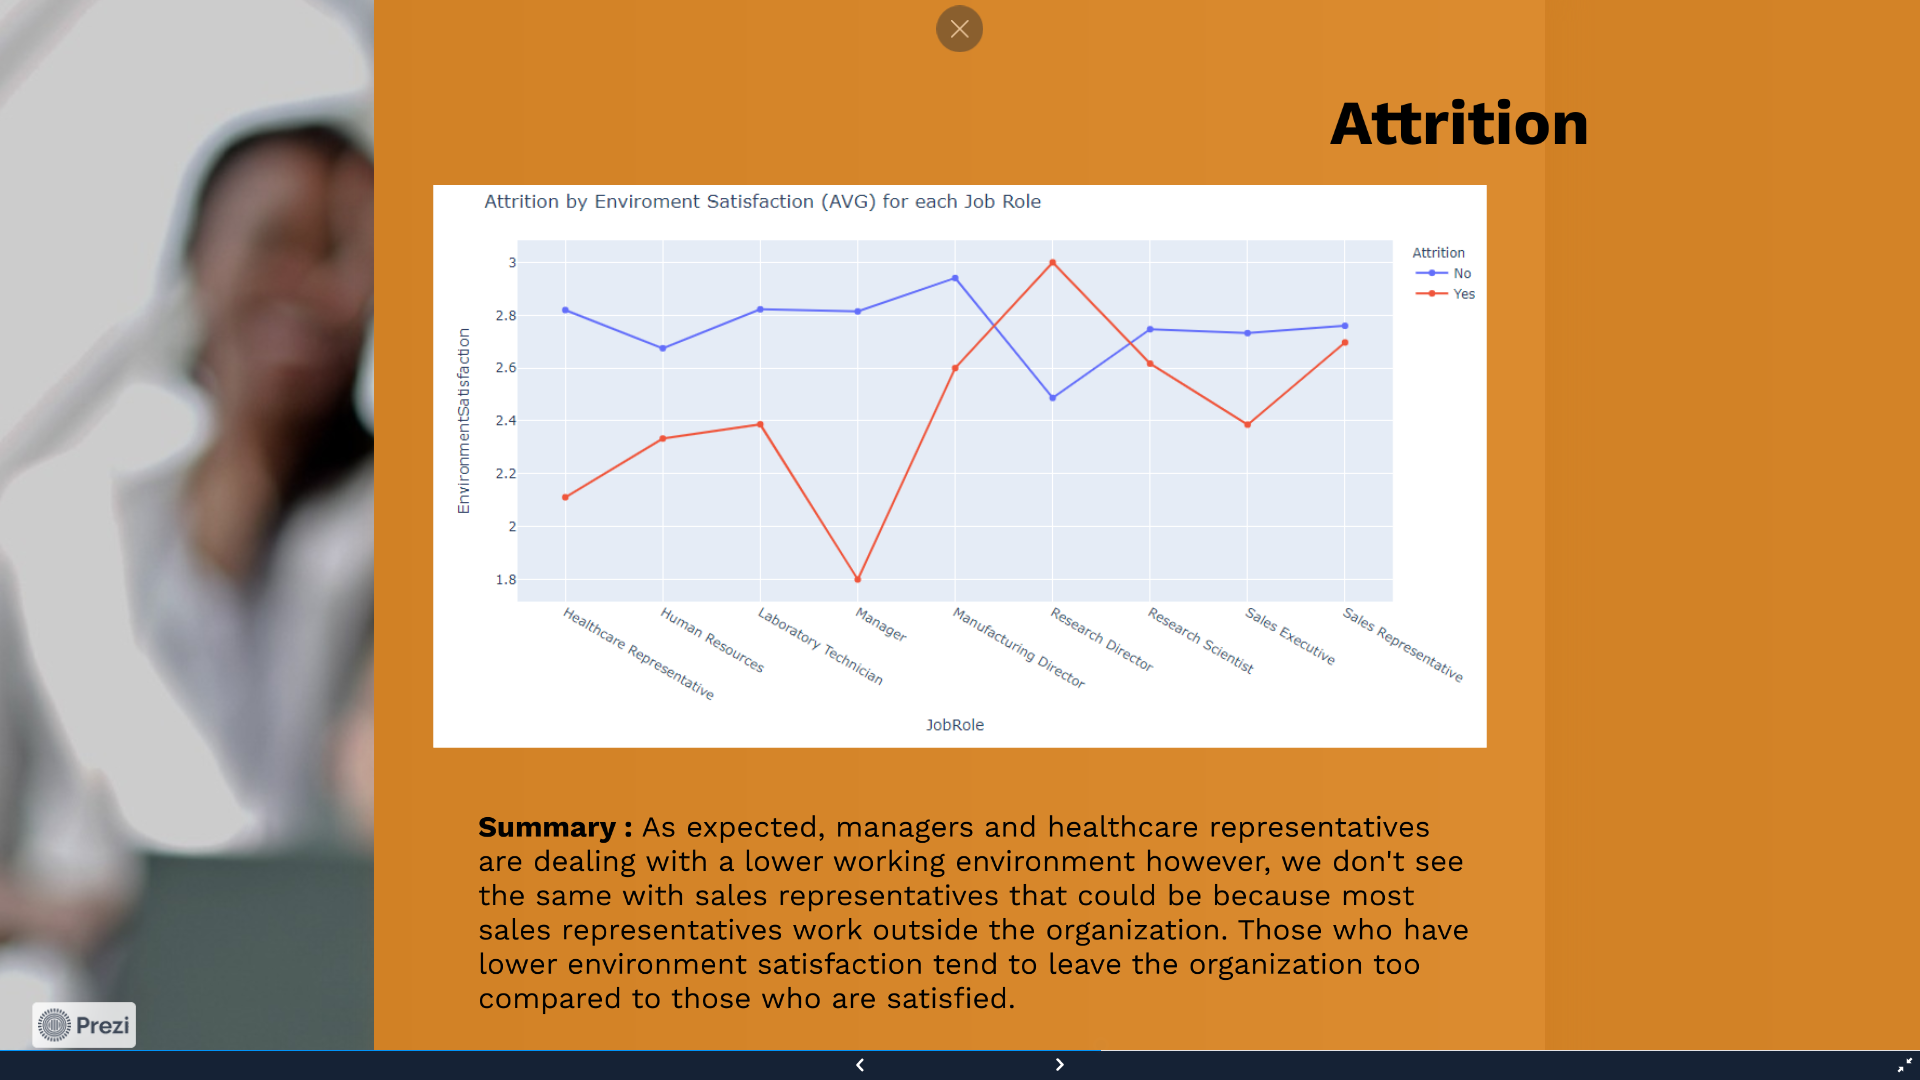 Attrition
Attrition by Enviroment Satisfaction (AVG) for each Job Role
Attrition
No
Yes
EnvironmentSatisfaction
3
2.8
2.6
2.4
2.2
2
1.8
Healthcare Representative
Human Resources
Laboratory Technician
Manager
Manufacturing Director
Research Director
Research Scientist
Sales Executive
Sales Representative
JobRole
Summary : As expected, managers and healthcare representatives
are dealing with a lower working environment however, we don't see
the same with sales representatives that could be because most
sales representatives work outside the organization. Those who have
lower environment satisfaction tend to leave the organization too
compared to those who are satisfied.
Prezi